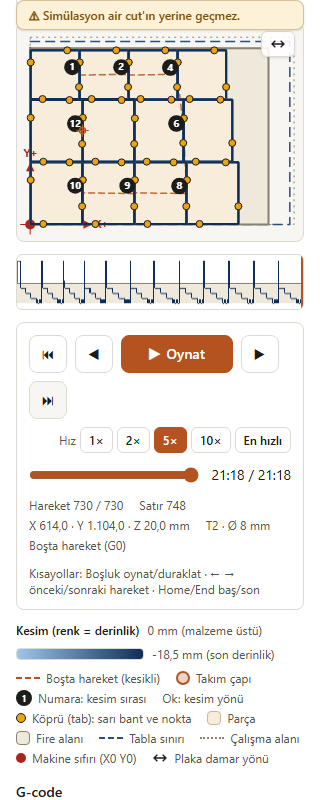 ⚠ Simülasyon air cut'ın yerine geçmez.
1 2 4
12 6
Y+
10 9 8
X+
Oynat
Hız 1× 2× 5× 10× En hızlı
21:18 / 21:18
Hareket 730 / 730 Satır 748
X 614,0 · Y 1.104,0 · Z 20,0 mm T2 · Ø 8 mm
Boşta hareket (G0)
Kısayollar: Boşluk oynat/duraklat · ← →
önceki/sonraki hareket · Home/End baş/son
Kesim (renk = derinlik) 0 mm (malzeme üstü)
-18,5 mm (son derinlik)
Boşta hareket (kesikli) Takım çapı
1 Numara: kesim sırası Ok: kesim yönü
Köprü (tab): sarı bant ve nokta Parça
Fire alanı Tabla sınırı Çalışma alanı
Makine sıfırı (X0 Y0) ↔ Plaka damar yönü
G-code